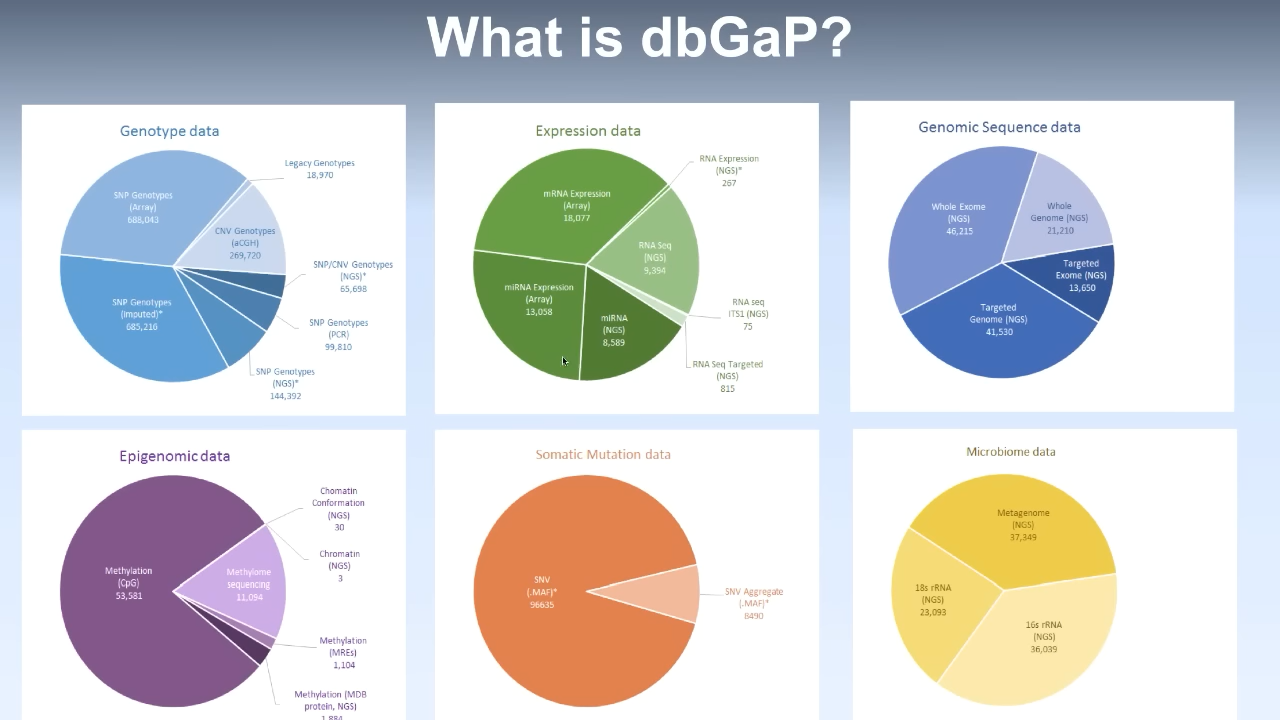 What is dbGaP?
Genotype data
Legacy Genotypes
18,970
SNP Genotypes
(Array)
688,043
CNV Genotypes
(aCGH)
269,720
SNP/CNV Genotypes
(NGS)*
65,698
SNP Genotypes
(Imputed)*
685,216
SNP Genotypes
(PCR)
99,810
SNP Genotypes
(NGS)*
144,392
Expression data
RNA Expression
(NGS)*
267
mRNA Expression
(Array)
18,077
RNA Seq
(NGS)
9,394
miRNA Expression
(Array)
13,058
miRNA
(NGS)
8,589
RNA seq
ITS1 (NGS)
75
RNA Seq Targeted
(NGS)
815
Genomic Sequence data
Whole Exome
(NGS)
46,215
Whole
Genome (NGS)
21,210
Targeted
Exome (NGS)
13,650
Targeted
Genome (NGS)
41,530
Epigenomic data
Chomatin
Conformation
(NGS)
30
Chromatin
(NGS)
3
Methylation
(CpG)
53,581
Methylome
sequencing
11,094
Methylation
(MREs)
1,104
Methylation (MDB
protein, NGS)
1,884
Somatic Mutation data
SNV
(.MAF)*
96635
SNV Aggregate
(.MAF)*
8490
Microbiome data
Metagenome
(NGS)
37,349
18s rRNA
(NGS)
23,093
16s rRNA
(NGS)
36,039